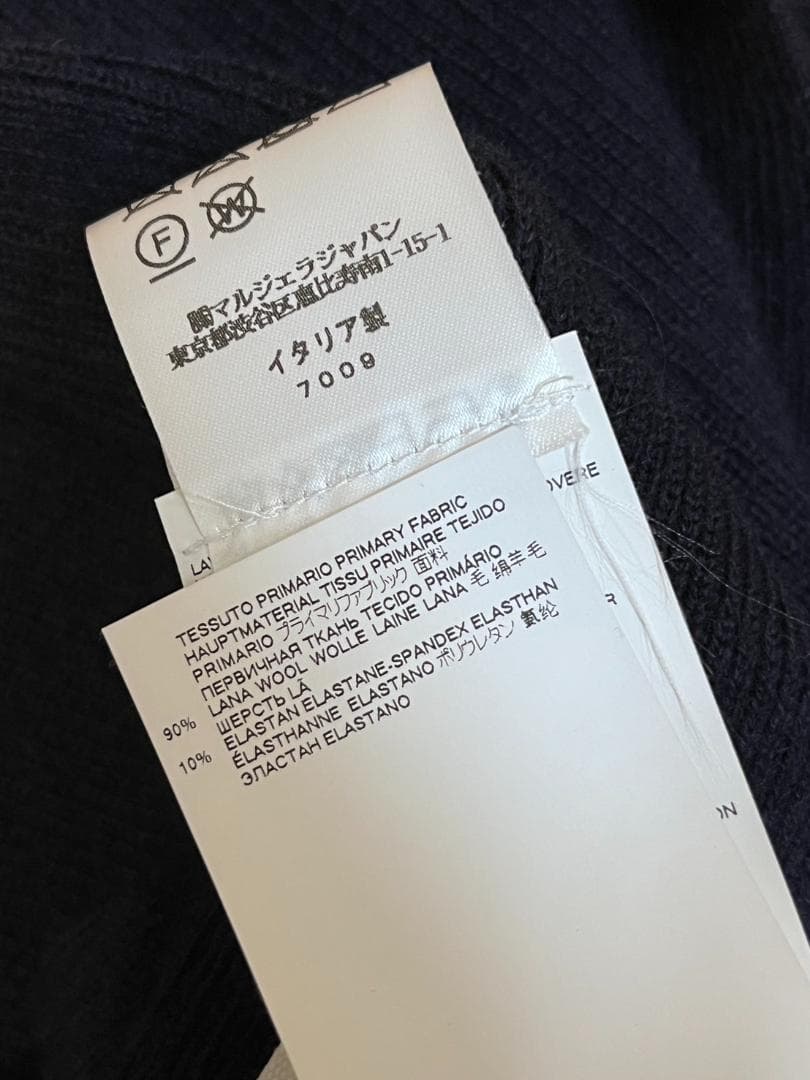 F
W
㈱マルジェラジャパン
東京都渋谷区恵比寿南1-15-1
イタリア製
7009
OVERE
LA
TESSUTO PRIMARIO PRIMARY FABRIC
HAUPTMATERIAL TISSU PRIMAIRE TEJIDO
PRIMARIO プライマリファブリック 面料
ПЕРВИЧНАЯ ТКАНЬ TECIDO PRIMÁRIO
90% LANA WOOL WOLLE LAINE LANA 毛 绵羊毛
ШЕРСТЬ LÃ
10% ELASTAN ELASTANE-SPANDEX ELASTHAN
ÉLASTHANNE ELASTANO ポリウレタン 氨纶
ЭЛАСТАН ELASTANO
R
ON